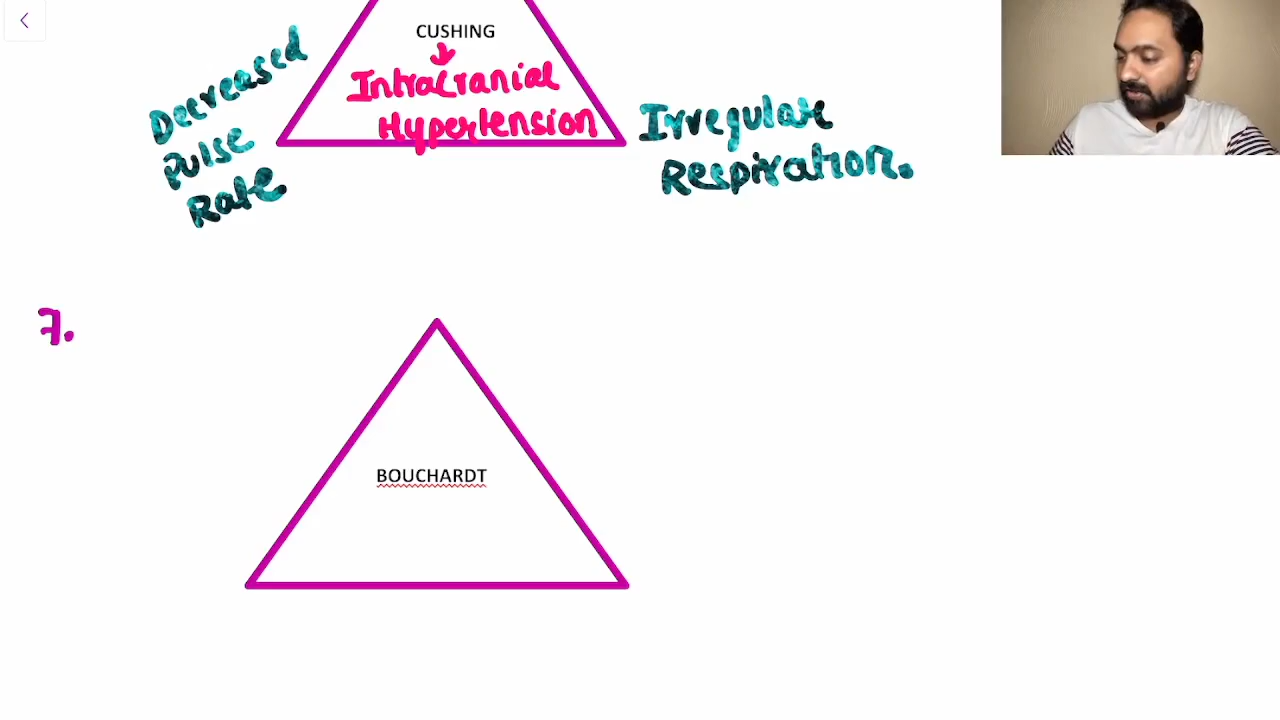 CUSHING
Intracranial
Hypertension
Decreased
Pulse
Rate
Irregular
Respiration.
7.
BOUCHARDT